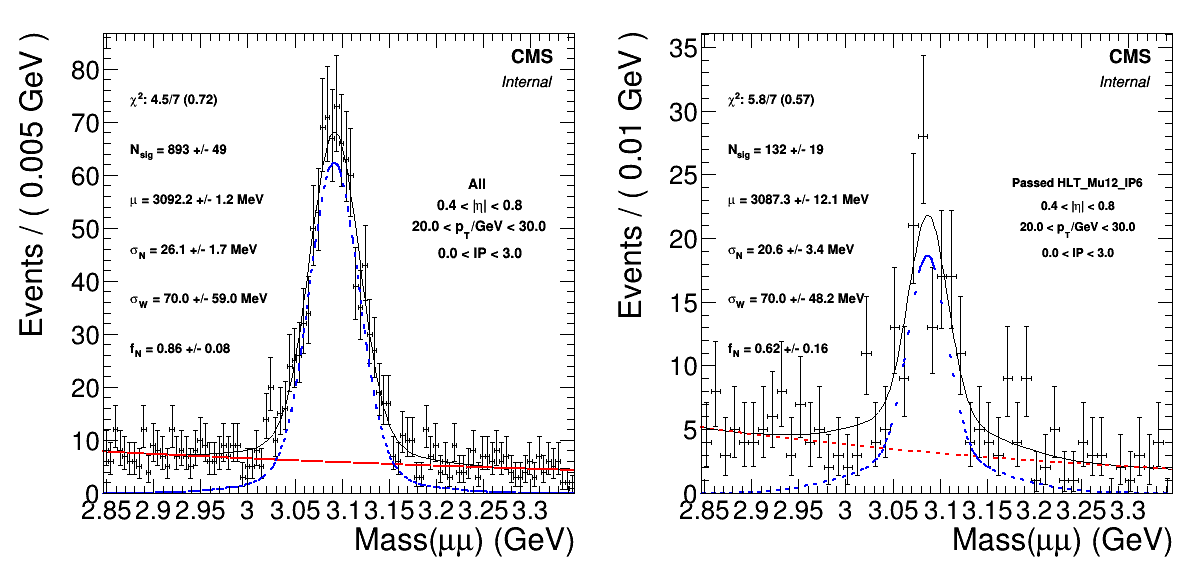 Events / ( 0.005 GeV )
80
70
60
50
40
30
20
10
0
CMS
Internal
χ²: 4.5/7 (0.72)
N_sig = 893 +/- 49
μ = 3092.2 +/- 1.2 MeV
σ_N = 26.1 +/- 1.7 MeV
σ_W = 70.0 +/- 59.0 MeV
f_N = 0.86 +/- 0.08
All
0.4 < |η| < 0.8
20.0 < p_T/GeV < 30.0
0.0 < IP < 3.0
2.85 2.9 2.95 3 3.05 3.1 3.15 3.2 3.25 3.3
Mass(μμ) (GeV)
Events / ( 0.01 GeV )
35
30
25
20
15
10
5
0
CMS
Internal
χ²: 5.8/7 (0.57)
N_sig = 132 +/- 19
μ = 3087.3 +/- 12.1 MeV
σ_N = 20.6 +/- 3.4 MeV
σ_W = 70.0 +/- 48.2 MeV
f_N = 0.62 +/- 0.16
Passed HLT_Mu12_IP6
0.4 < |η| < 0.8
20.0 < p_T/GeV < 30.0
0.0 < IP < 3.0
2.85 2.9 2.95 3 3.05 3.1 3.15 3.2 3.25 3.3
Mass(μμ) (GeV)